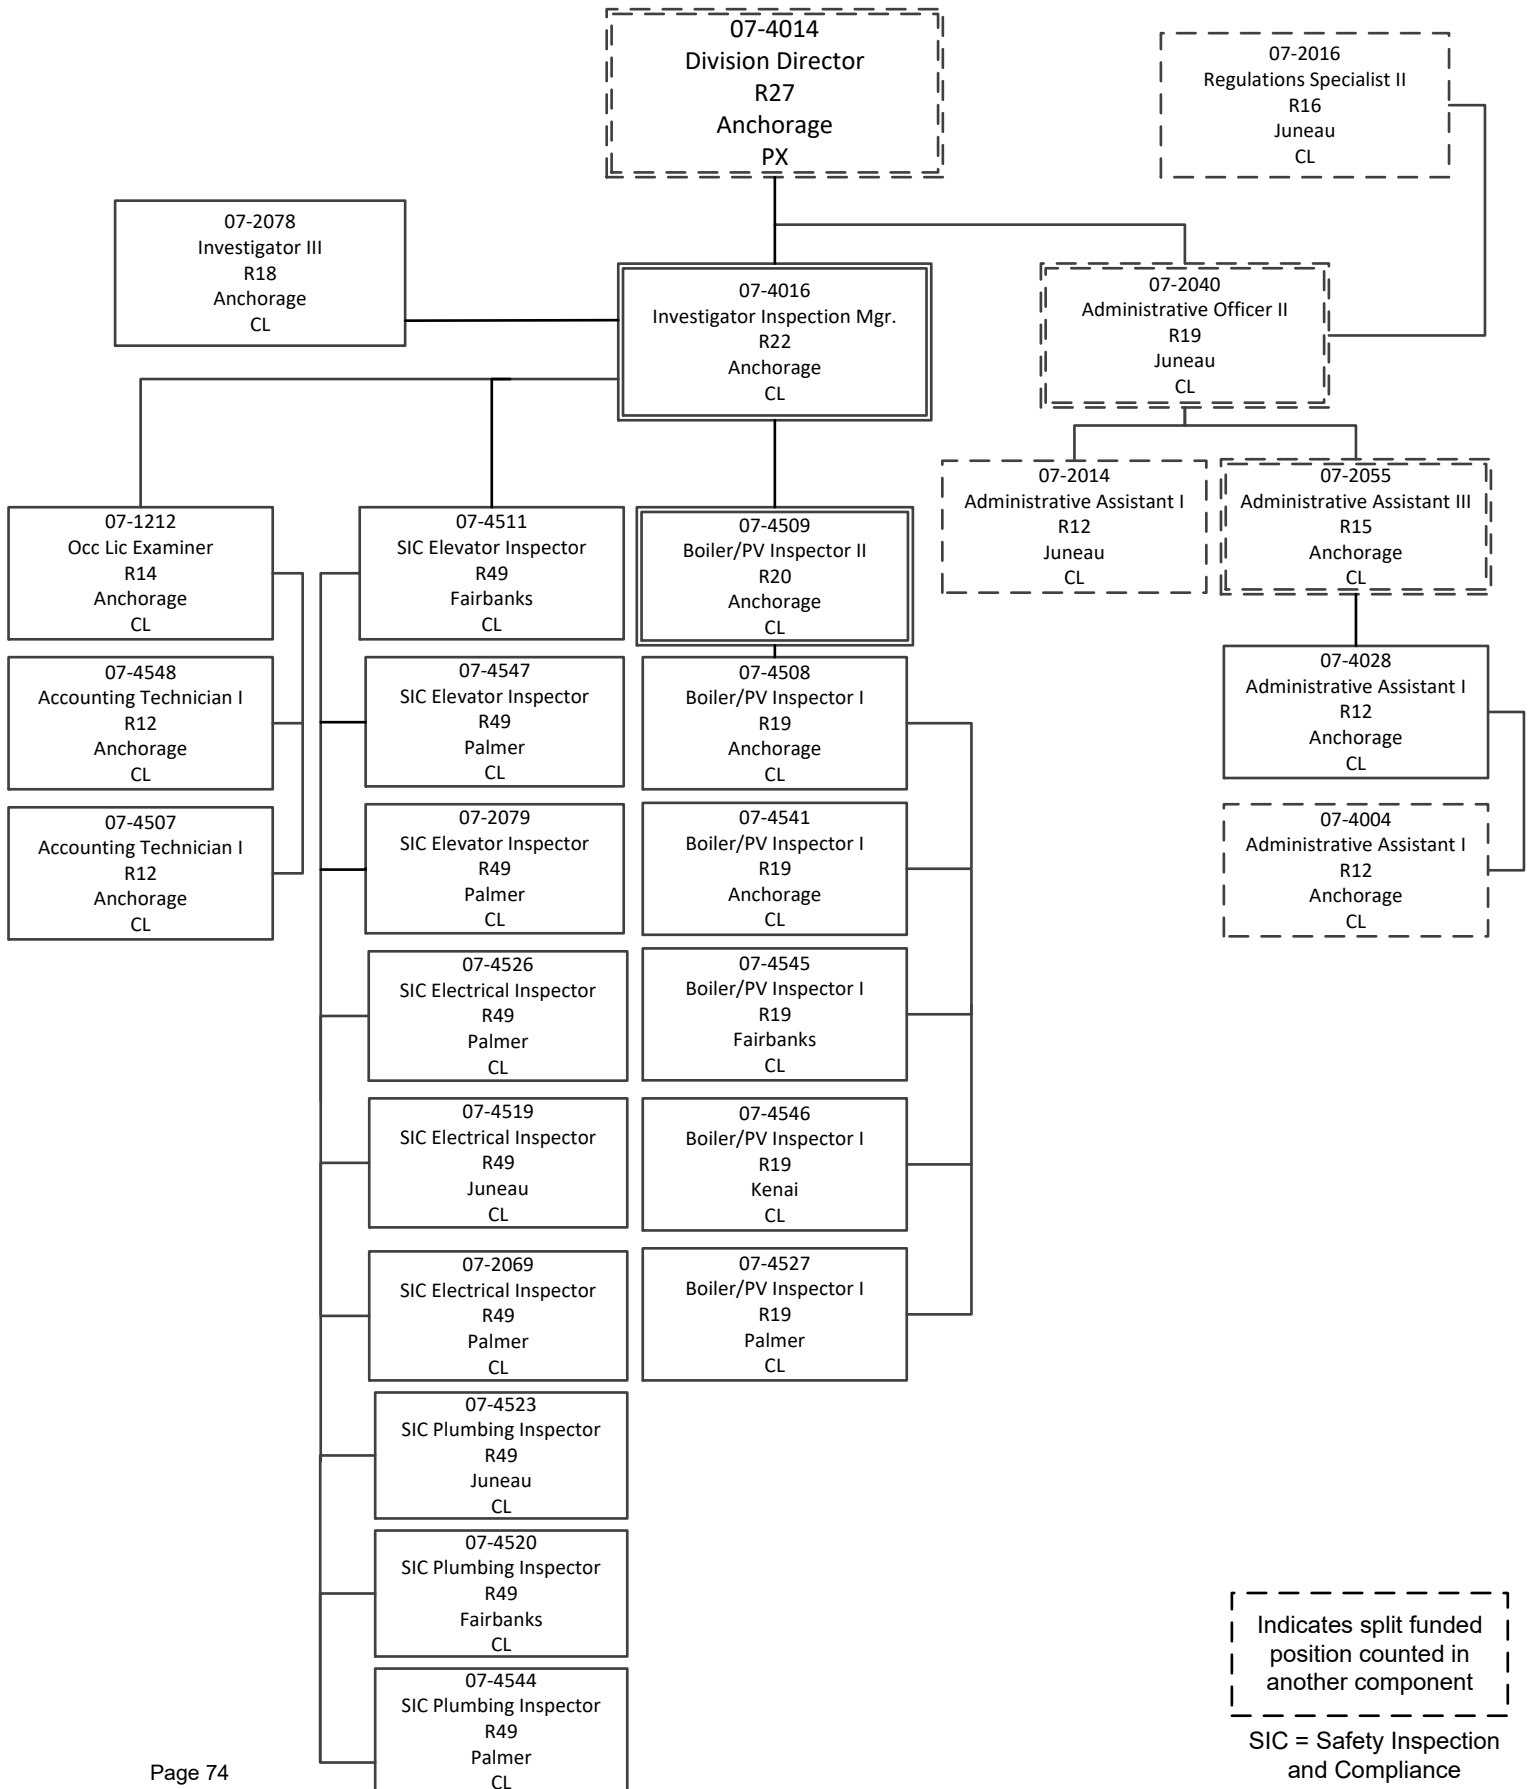 07-4014
Division Director
R27
Anchorage
PX
07-2016
Regulations Specialist II
R16
Juneau
CL
07-2078
Investigator III
R18
Anchorage
CL
07-4016
Investigator Inspection Mgr.
R22
Anchorage
CL
07-2040
Administrative Officer II
R19
Juneau
CL
07-2014
Administrative Assistant I
R12
Juneau
CL
07-2055
Administrative Assistant III
R15
Anchorage
CL
07-1212
Occ Lic Examiner
R14
Anchorage
CL
07-4511
SIC Elevator Inspector
R49
Fairbanks
CL
07-4509
Boiler/PV Inspector II
R20
Anchorage
CL
07-4548
Accounting Technician I
R12
Anchorage
CL
07-4547
SIC Elevator Inspector
R49
Palmer
CL
07-4508
Boiler/PV Inspector I
R19
Anchorage
CL
07-4028
Administrative Assistant I
R12
Anchorage
CL
07-4507
Accounting Technician I
R12
Anchorage
CL
07-2079
SIC Elevator Inspector
R49
Palmer
CL
07-4541
Boiler/PV Inspector I
R19
Anchorage
CL
07-4004
Administrative Assistant I
R12
Anchorage
CL
07-4526
SIC Electrical Inspector
R49
Palmer
CL
07-4545
Boiler/PV Inspector I
R19
Fairbanks
CL
07-4519
SIC Electrical Inspector
R49
Juneau
CL
07-4546
Boiler/PV Inspector I
R19
Kenai
CL
07-2069
SIC Electrical Inspector
R49
Palmer
CL
07-4527
Boiler/PV Inspector I
R19
Palmer
CL
07-4523
SIC Plumbing Inspector
R49
Juneau
CL
07-4520
SIC Plumbing Inspector
R49
Fairbanks
CL
07-4544
SIC Plumbing Inspector
R49
Palmer
CL
Indicates split funded
position counted in
another component
SIC = Safety Inspection
and Compliance
Page 74